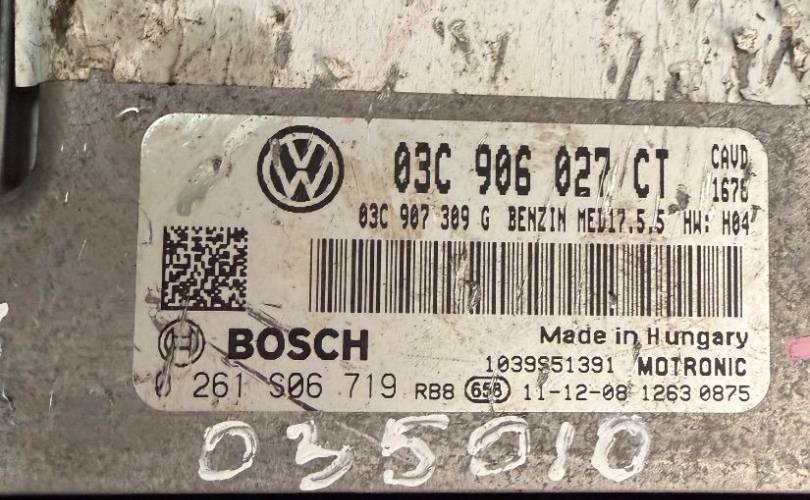 03C 906 027 CT CAVD
1676
03C 907 309 G BENZIN MED17.5.5 HW: H04
BOSCH Made in Hungary
1039S51391 MOTRONIC
0 261 S06 719 RB8 658 11-12-08 1263 0875
035010